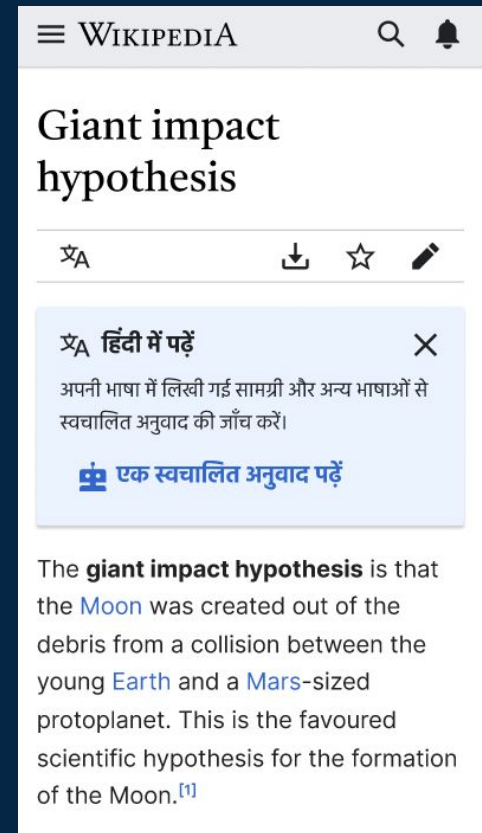 WIKIPEDIA
Giant impact
hypothesis
हिंदी में पढ़ें
अपनी भाषा में लिखी गई सामग्री और अन्य भाषाओं से
स्वचालित अनुवाद की जाँच करें।
एक स्वचालित अनुवाद पढ़ें
The giant impact hypothesis is that
the Moon was created out of the
debris from a collision between the
young Earth and a Mars-sized
protoplanet. This is the favoured
scientific hypothesis for the formation
of the Moon.[1]